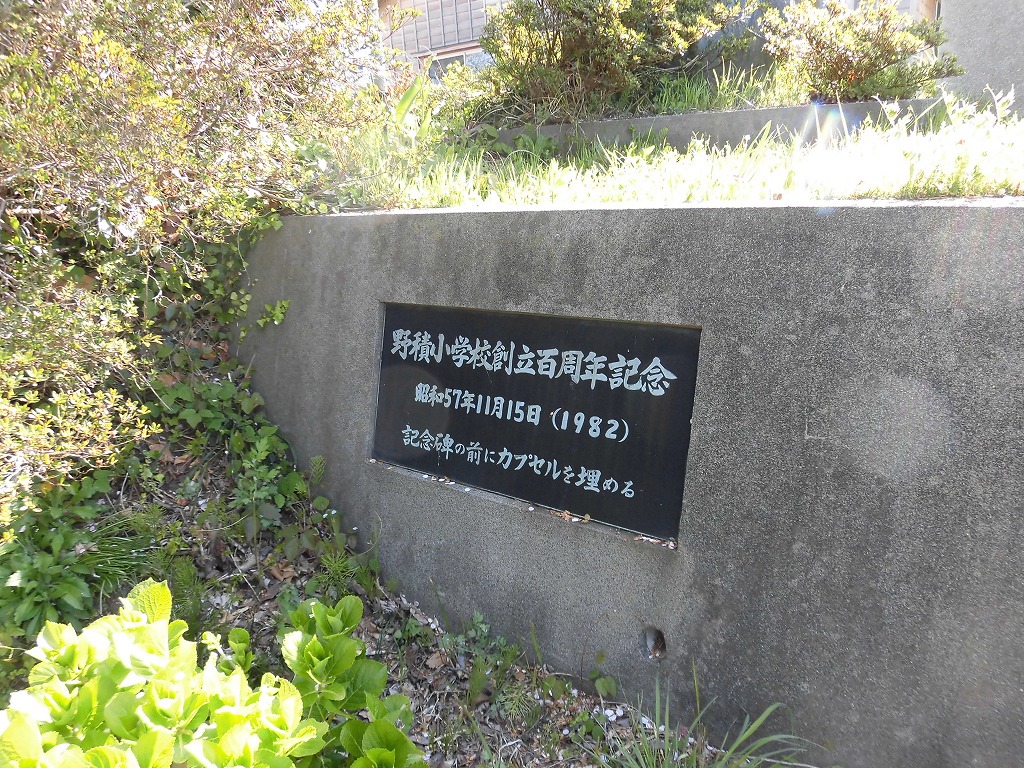 野積小学校創立百周年記念
昭和57年11月15日(1982)
記念碑の前にカプセルを埋める